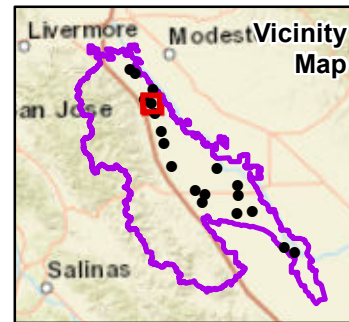 Vicinity
Map
Livermore
Modest
an Jose
Salinas